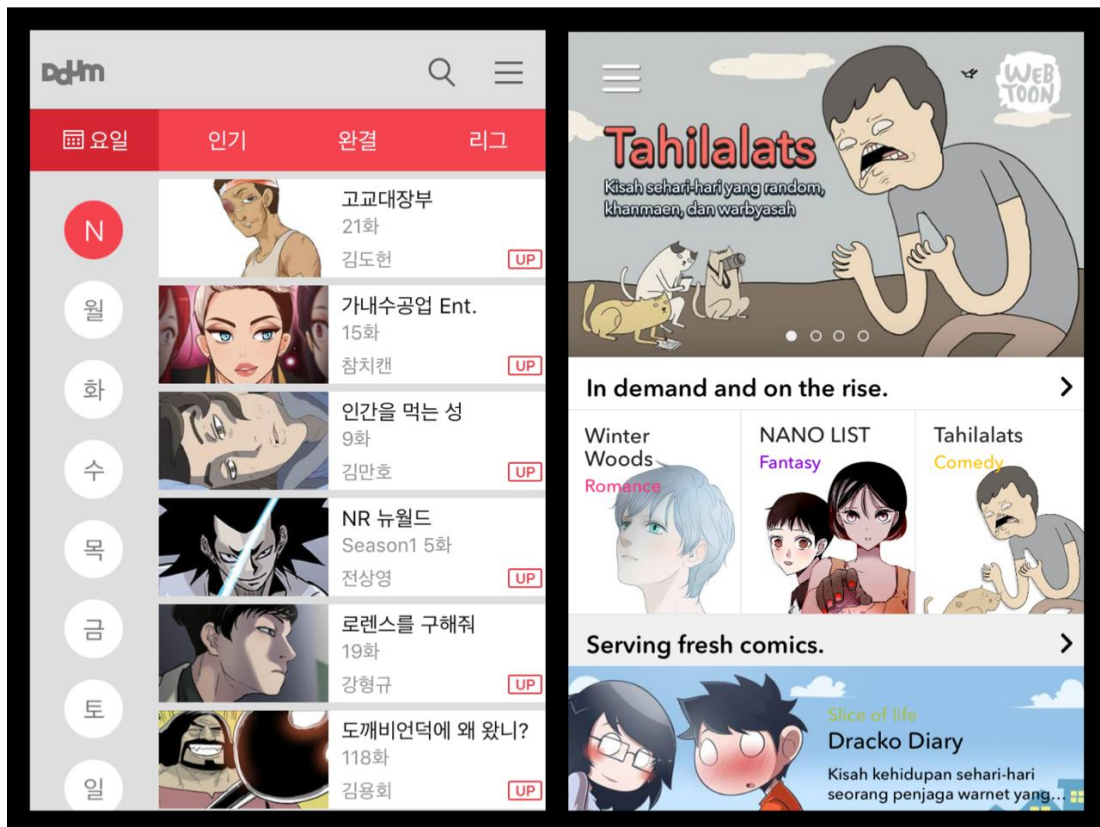 Daum
요일
인기
완결
리그
N
월
화
수
목
금
토
일
고교대장부
21화
김도헌
UP
가내수공업 Ent.
15화
참치캔
UP
인간을 먹는 성
9화
김만호
UP
NR 뉴월드
Season1 5화
전상영
UP
로렌스를 구해줘
19화
강형규
UP
도깨비언덕에 왜 왔니?
118화
김용회
UP
WEB
TOON
Tahilalats
Kisah sehari-hari yang random,
khanmaen, dan warbyasah
In demand and on the rise.
Winter
Woods
Romance
NANO LIST
Fantasy
Tahilalats
Comedy
Serving fresh comics.
Slice of life
Dracko Diary
Kisah kehidupan sehari-hari
seorang penjaga warnet yang...